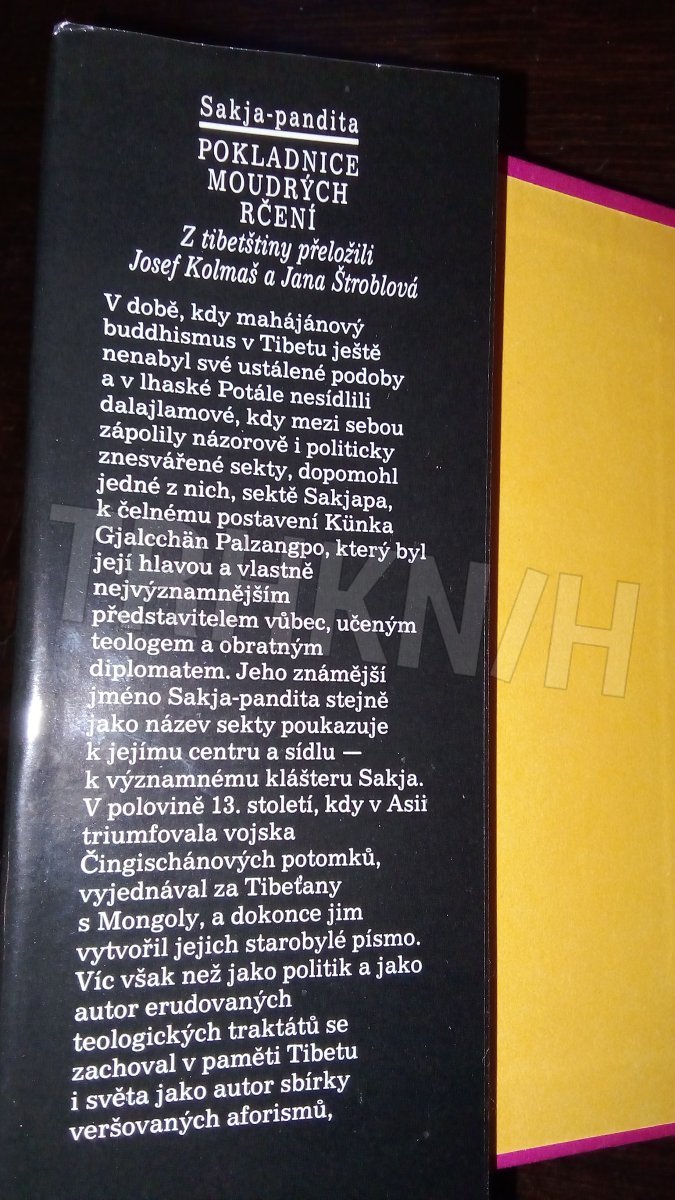 Sakja-pandita
POKLADNICE
MOUDRÝCH
RČENÍ
Z tibetštiny přeložili
Josef Kolmaš a Jana Štroblová
V době, kdy mahájánový
buddhismus v Tibetu ještě
nenabyl své ustálené podoby
a v lhaské Potále nesídlili
dalajlamové, kdy mezi sebou
zápolily názorově i politicky
znesvářené sekty, dopomohl
jedné z nich, sektě Sakjapa,
k čelnému postavení Künka
Gjalcchän Palzangpo, který byl
její hlavou a vlastně
nejvýznamnějším
představitelem vůbec, učeným
teologem a obratným
diplomatem. Jeho známější
jméno Sakja-pandita stejně
jako název sekty poukazuje
k jejímu centru a sídlu —
k významnému klášteru Sakja.
V polovině 13. století, kdy v Asii
triumfovala vojska
Čingischánových potomků,
vyjednával za Tibeťany
s Mongoly, a dokonce jim
vytvořil jejich starobylé písmo.
Víc však než jako politik a jako
autor erudovaných
teologických traktátů se
zachoval v paměti Tibetu
i světa jako autor sbírky
veršovaných aforismů,